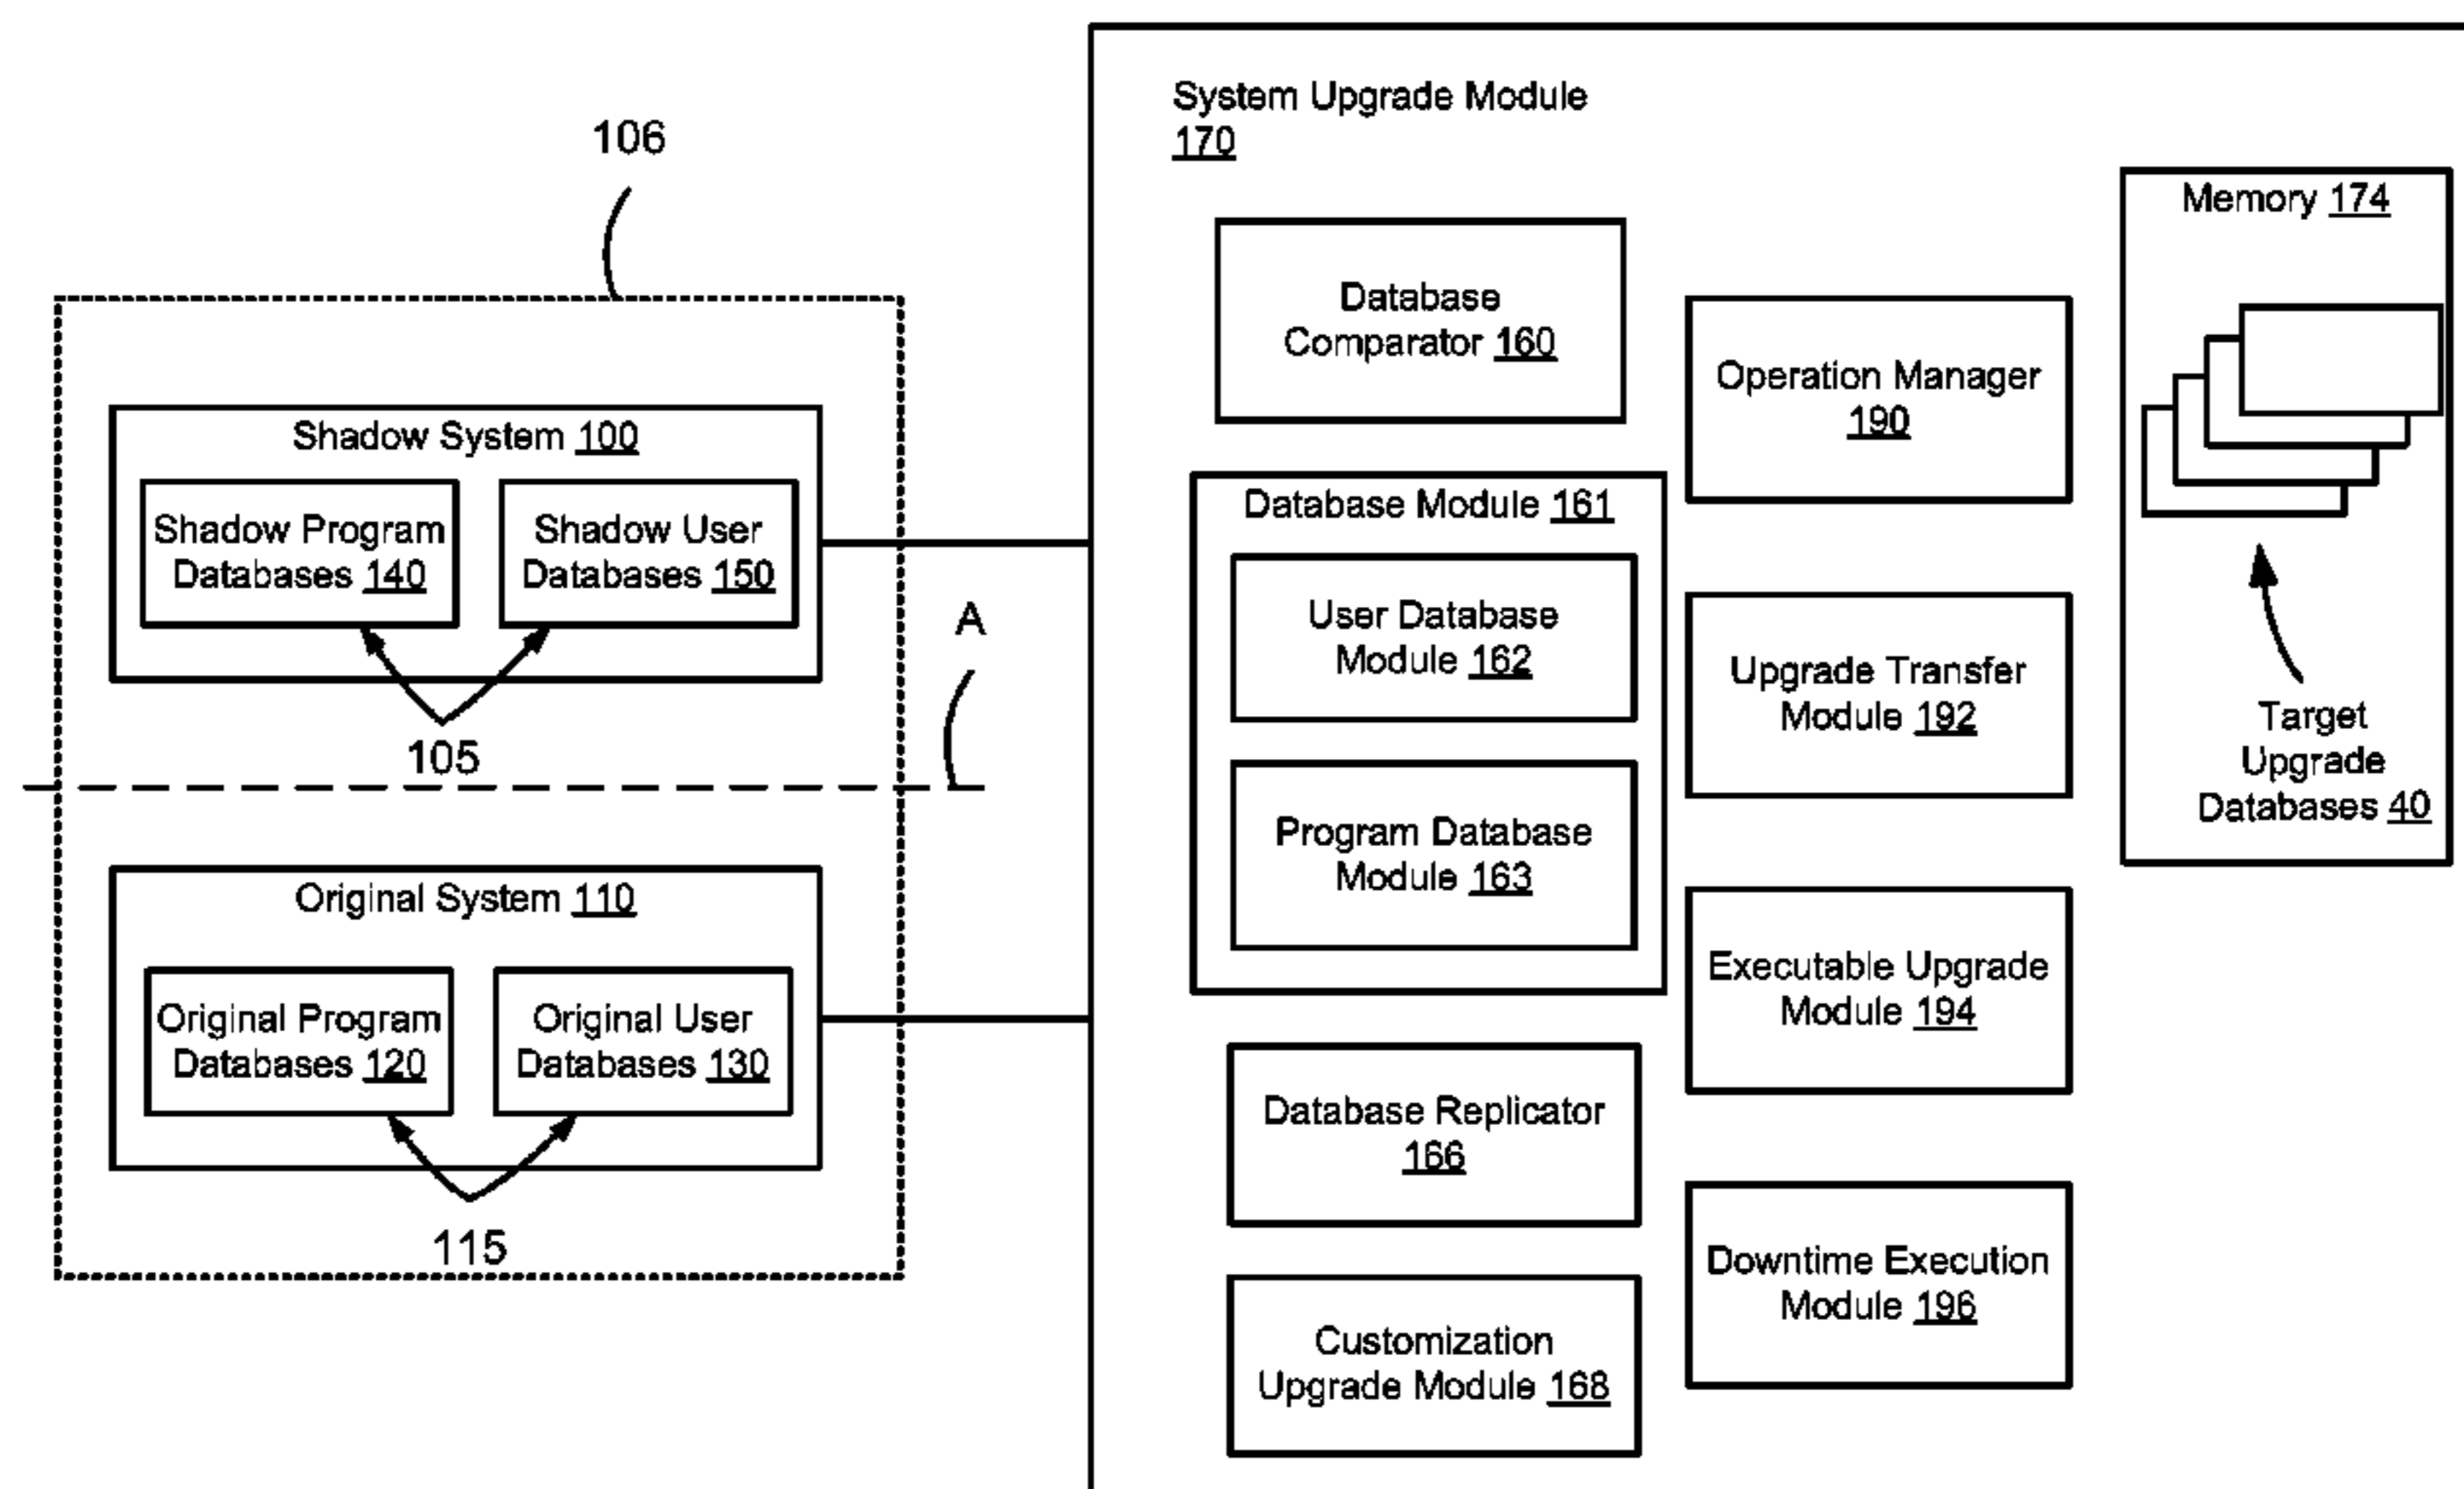 106
Shadow System 100
Shadow Program
Databases 140
Shadow User
Databases 150
105
A
Original System 110
Original Program
Databases 120
Original User
Databases 130
115
System Upgrade Module
170
Database
Comparator 160
Database Module 161
User Database
Module 162
Program Database
Module 163
Database Replicator
166
Customization
Upgrade Module 168
Operation Manager
190
Upgrade Transfer
Module 192
Executable Upgrade
Module 194
Downtime Execution
Module 196
Memory 174
Target
Upgrade
Databases 40